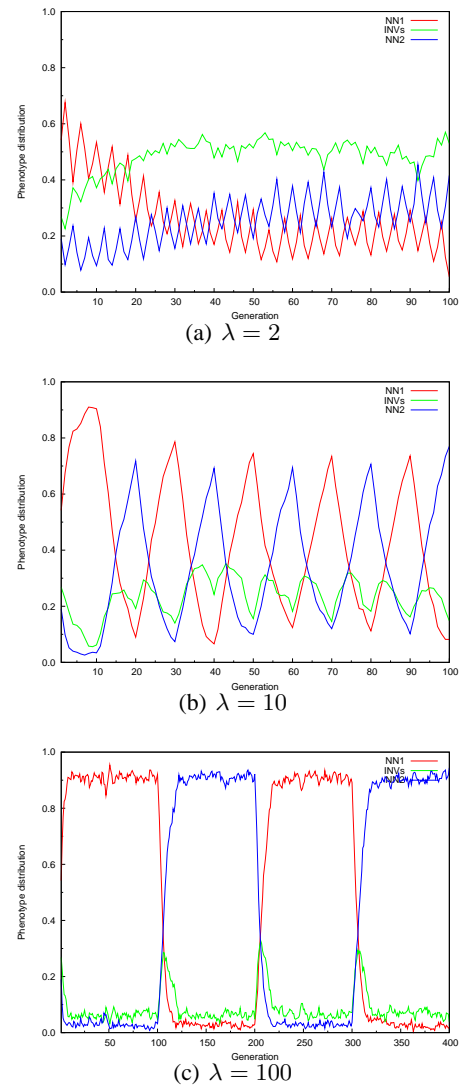 1.0
0.8
0.6
0.4
0.2
0.0
Phenotype distribution
NN1
INVs
NN2
10 20 30 40 50 60 70 80 90 100
Generation
(a) λ = 2
1.0
0.8
0.6
0.4
0.2
0.0
Phenotype distribution
NN1
INVs
NN2
10 20 30 40 50 60 70 80 90 100
Generation
(b) λ = 10
1.0
0.8
0.6
0.4
0.2
0.0
Phenotype distribution
NN1
INVs
NN2
50 100 150 200 250 300 350 400
Generation
(c) λ = 100